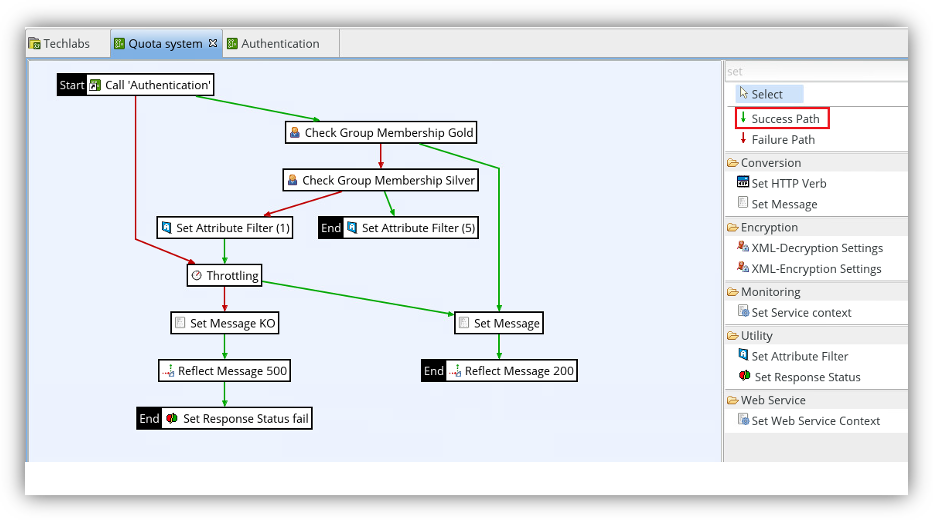 Techlabs
Quota system
Authentication
Start Call 'Authentication'
Check Group Membership Gold
Check Group Membership Silver
Set Attribute Filter (1)
End Set Attribute Filter (5)
Throttling
Set Message KO
Set Message
Reflect Message 500
End Reflect Message 200
End Set Response Status fail
set
Select
Success Path
Failure Path
Conversion
Set HTTP Verb
Set Message
Encryption
XML-Decryption Settings
XML-Encryption Settings
Monitoring
Set Service context
Utility
Set Attribute Filter
Set Response Status
Web Service
Set Web Service Context